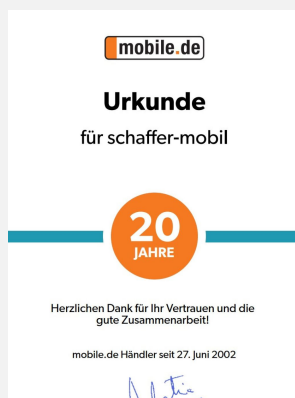 mobile.de
Urkunde
für schaffer-mobil
20
JAHRE
Herzlichen Dank für Ihr Vertrauen und die
gute Zusammenarbeit!
mobile.de Händler seit 27. Juni 2002